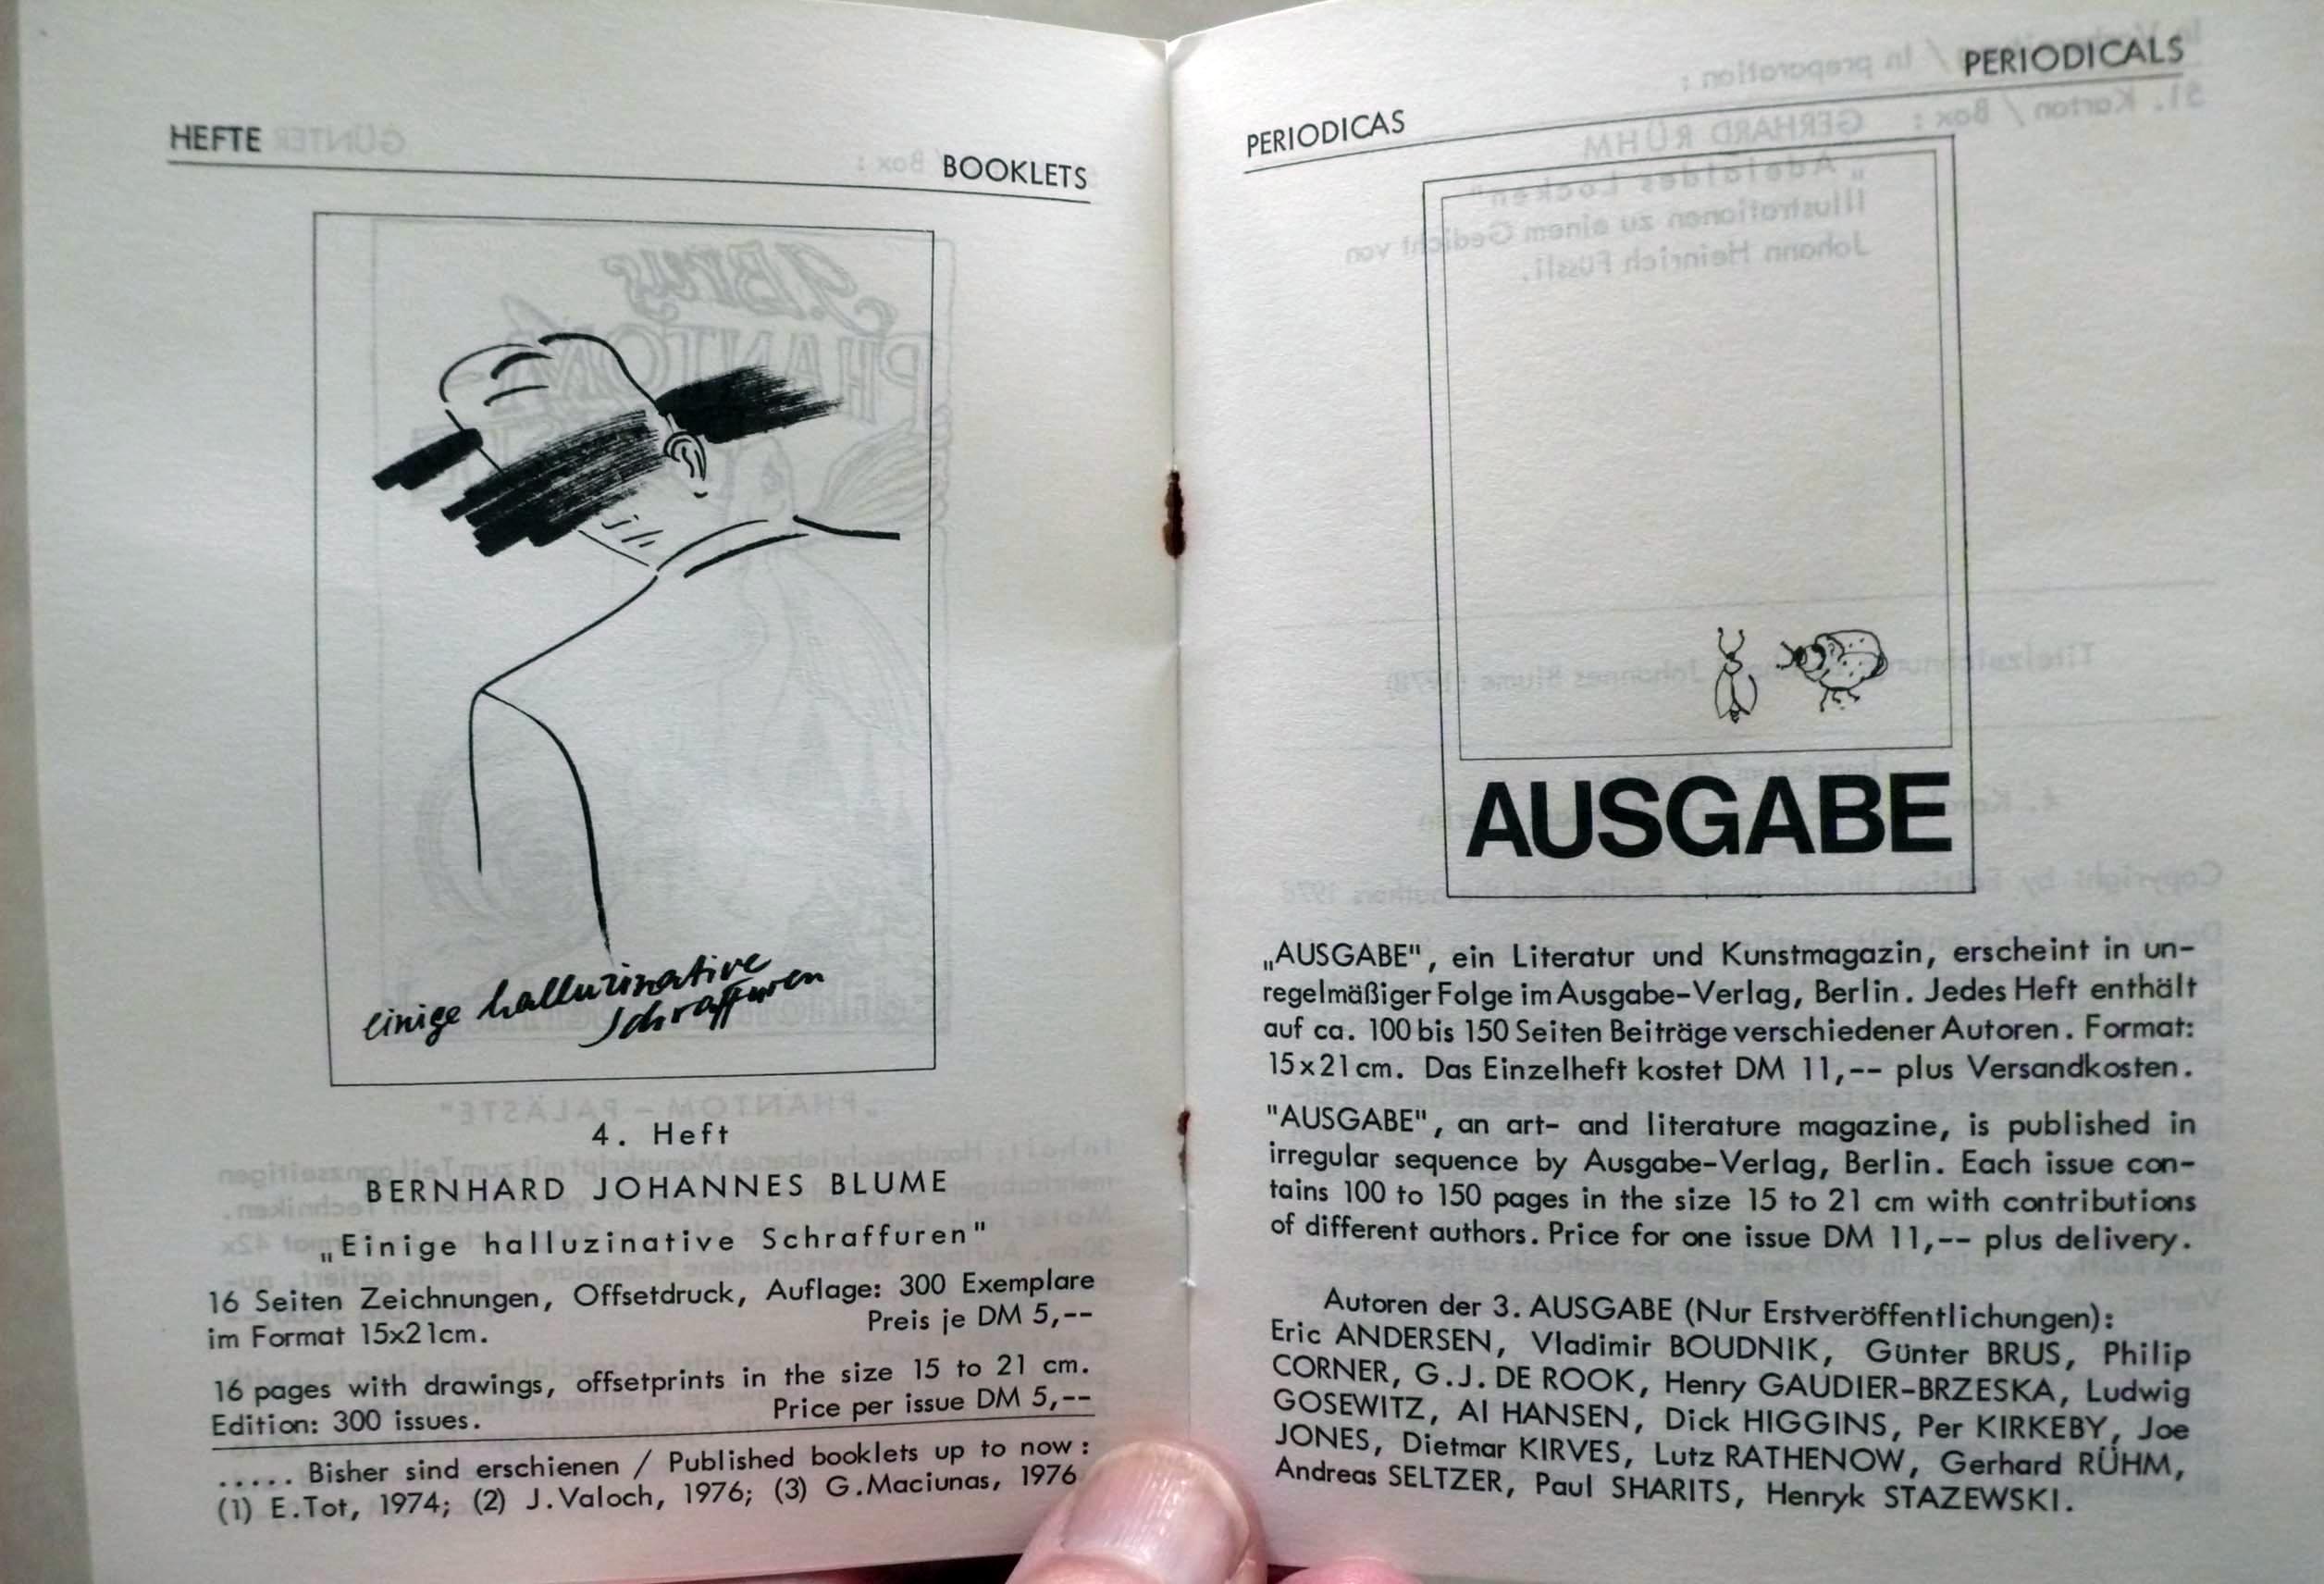 HEFTE
BOOKLETS
einige halluzinative
Schraffuren
4. Heft
BERNHARD JOHANNES BLUME
„Einige halluzinative Schraffuren"
16 Seiten Zeichnungen, Offsetdruck, Auflage: 300 Exemplare
im Format 15x21cm. Preis je DM 5,--
16 pages with drawings, offsetprints in the size 15 to 21 cm.
Edition: 300 issues. Price per issue DM 5,--
..... Bisher sind erschienen / Published booklets up to now:
(1) E.Tot, 1974; (2) J.Valoch, 1976; (3) G.Maciunas, 1976
PERIODICAS
PERIODICALS
AUSGABE
„AUSGABE", ein Literatur und Kunstmagazin, erscheint in un-
regelmäßiger Folge im Ausgabe-Verlag, Berlin. Jedes Heft enthält
auf ca. 100 bis 150 Seiten Beiträge verschiedener Autoren. Format:
15x21cm. Das Einzelheft kostet DM 11,-- plus Versandkosten.
"AUSGABE", an art- and literature magazine, is published in
irregular sequence by Ausgabe-Verlag, Berlin. Each issue con-
tains 100 to 150 pages in the size 15 to 21 cm with contributions
of different authors. Price for one issue DM 11,-- plus delivery.
Autoren der 3. AUSGABE (Nur Erstveröffentlichungen):
Eric ANDERSEN, Vladimir BOUDNIK, Günter BRUS, Philip
CORNER, G.J. DE ROOK, Henry GAUDIER-BRZESKA, Ludwig
GOSEWITZ, Al HANSEN, Dick HIGGINS, Per KIRKEBY, Joe
JONES, Dietmar KIRVES, Lutz RATHENOW, Gerhard RÜHM,
Andreas SELTZER, Paul SHARITS, Henryk STAZEWSKI.